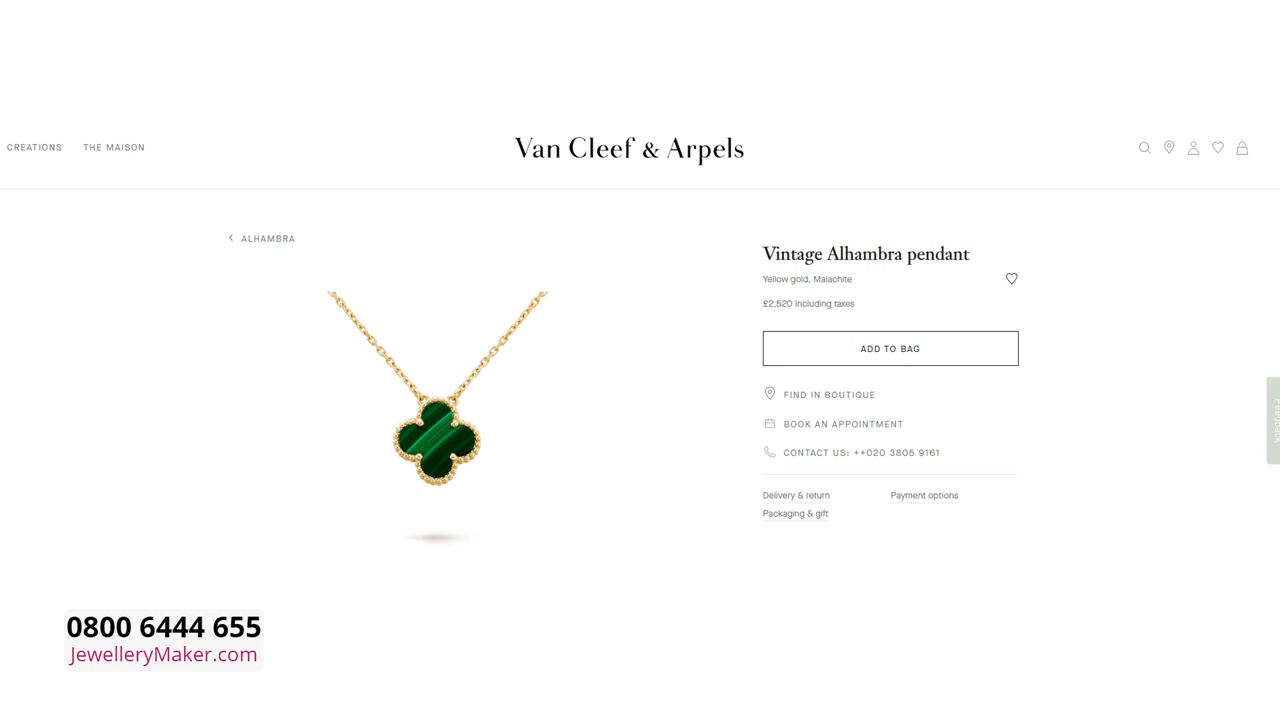 CREATIONS THE MAISON
Van Cleef & Arpels
ALHAMBRA
Vintage Alhambra pendant
Yellow gold, Malachite
£2,520 Including taxes
ADD TO BAG
FIND IN BOUTIQUE
BOOK AN APPOINTMENT
CONTACT US: ++020 3805 9161
Delivery & return Payment options
Packaging & gift
Feedback
0800 6444 655
JewelleryMaker.com